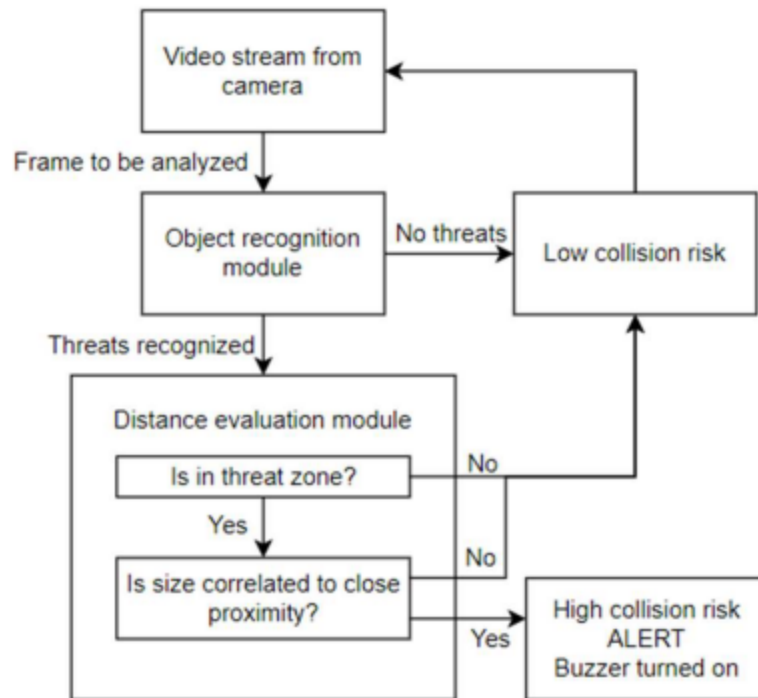 Video stream from
camera
Frame to be analyzed
Object recognition
module
No threats
Low collision risk
Threats recognized
Distance evaluation module
Is in threat zone?
No
Yes
Is size correlated to close
proximity?
No
Yes
High collision risk
ALERT
Buzzer turned on